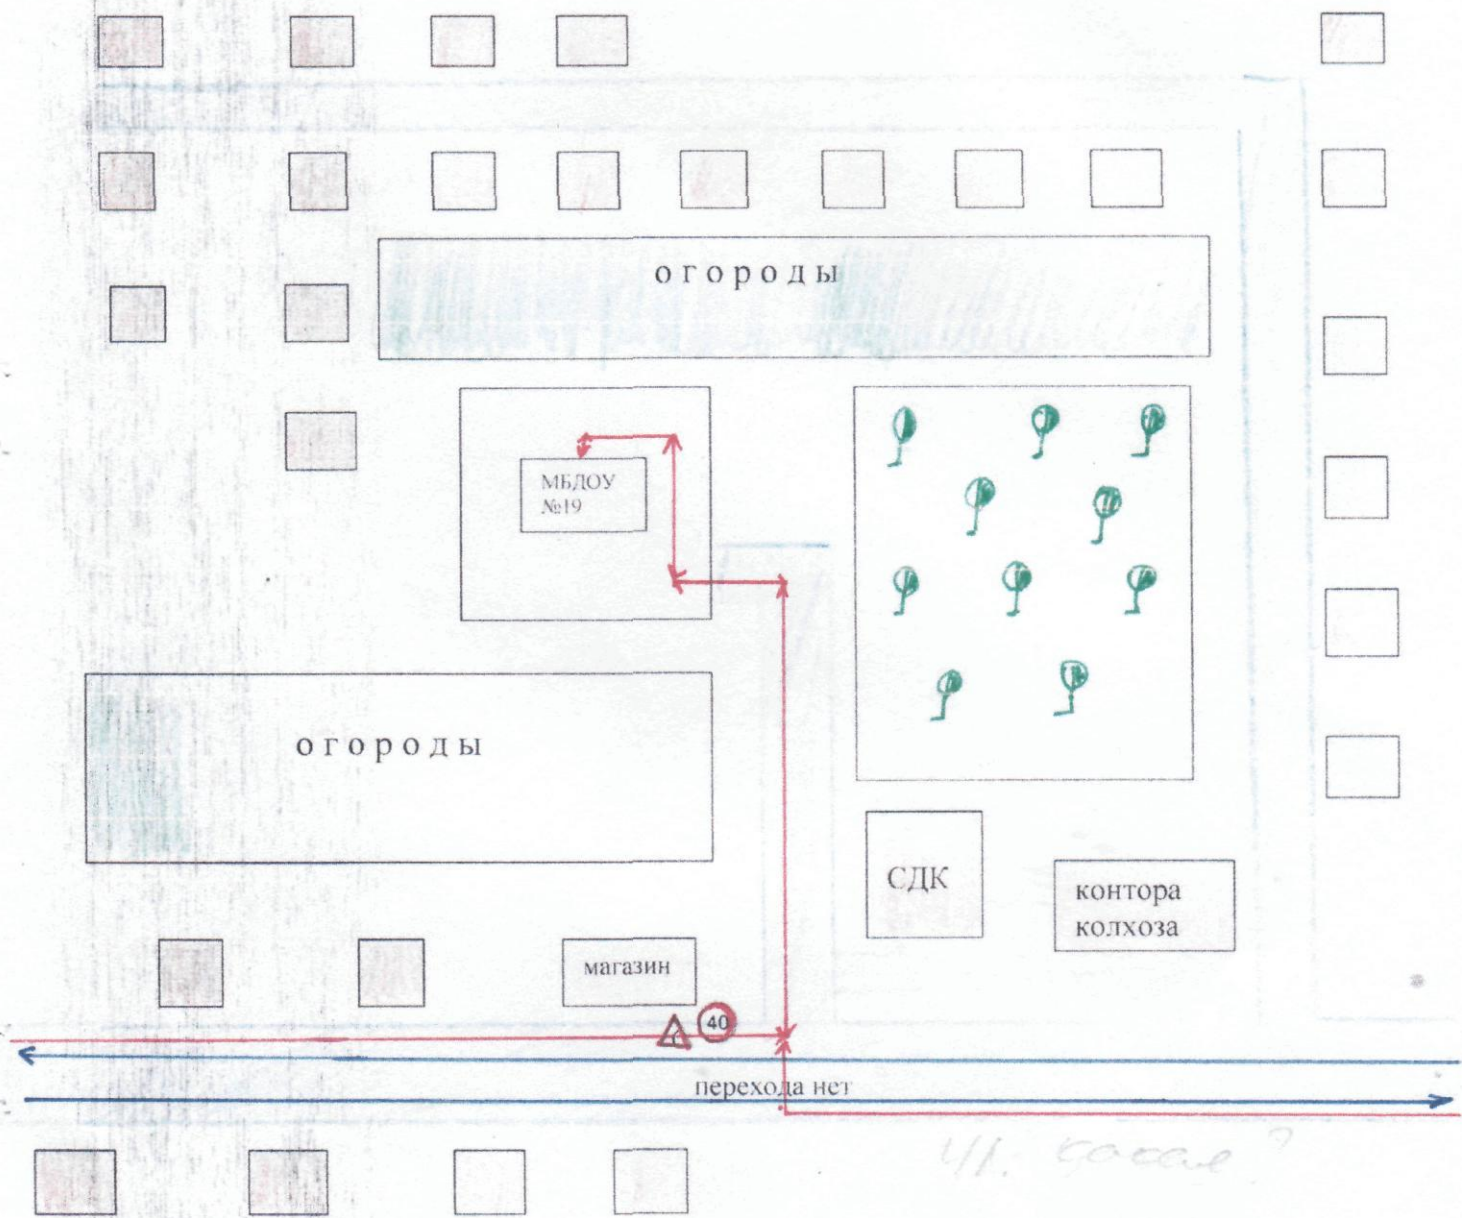 огороды
МБДОУ
№19
огороды
СДК
контора
колхоза
магазин
40
перехода нет